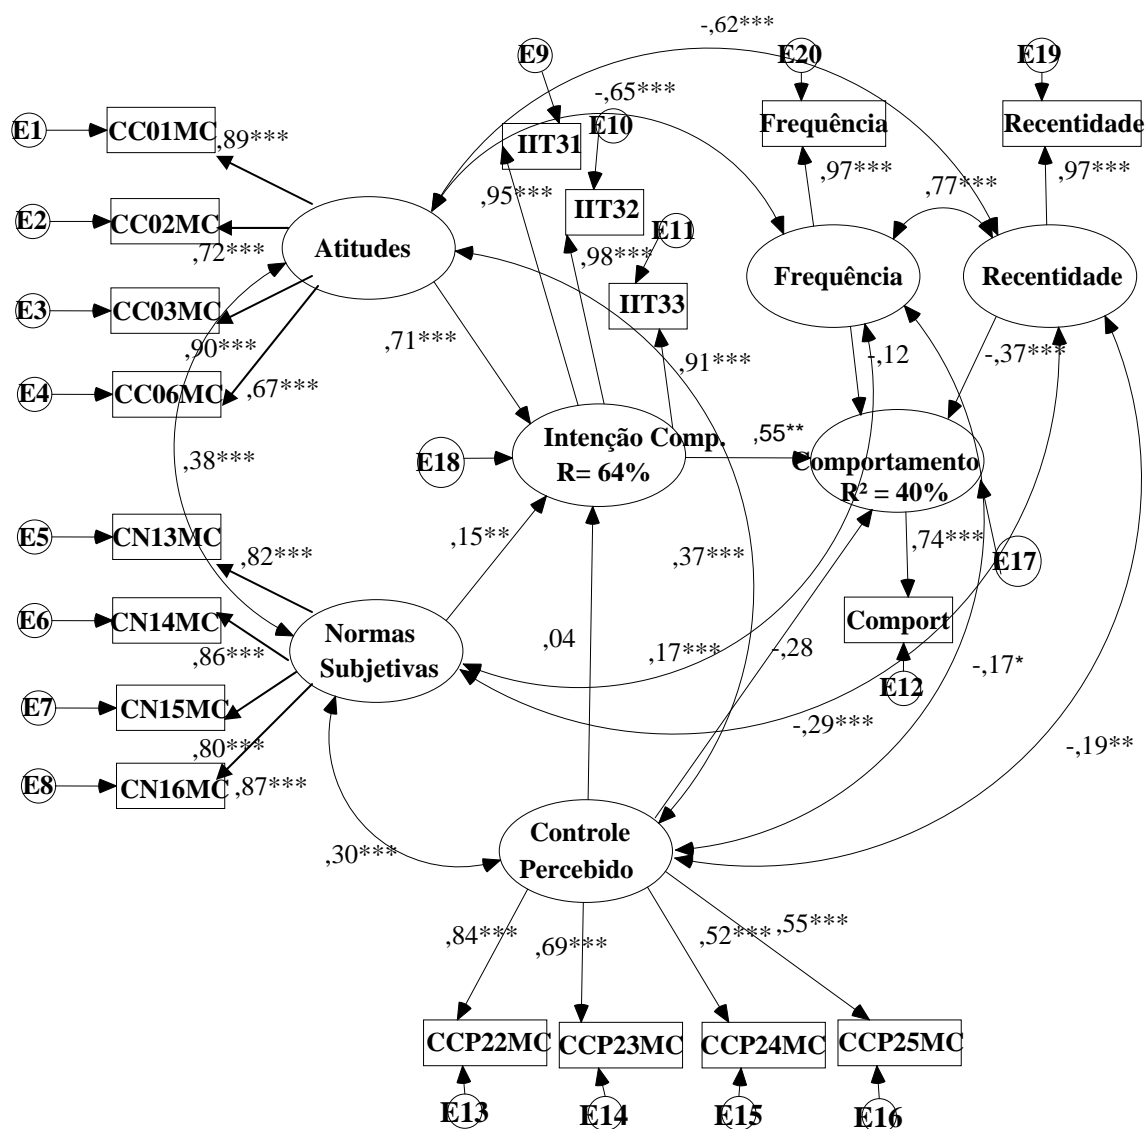 -,62***
E9
E20
E19
-,65***
E1
CC01MC
,89***
E10
IIT31
Frequência
Recentidade
,97***
,77***
,97***
,95***
E2
CC02MC
,72***
IIT32
E11
Atitudes
,98***
Frequência
Recentidade
E3
CC03MC
,90***
IIT33
,71***
,91***
-,12
-,37***
E4
CC06MC
,67***
,38***
E18
Intenção Comp.
R= 64%
,55**
Comportamento
R² = 40%
E5
CN13MC
,82***
,15**
,37***
,74***
E17
E6
CN14MC
,86***
Normas
Subjetivas
,04
,17***
-,28
Comport
E12
-,17*
E7
CN15MC
,80***
-,29***
-,19**
E8
CN16MC
,87***
,30***
Controle
Percebido
,84***
,69***
,52***
,55***
CCP22MC
CCP23MC
CCP24MC
CCP25MC
E13
E14
E15
E16